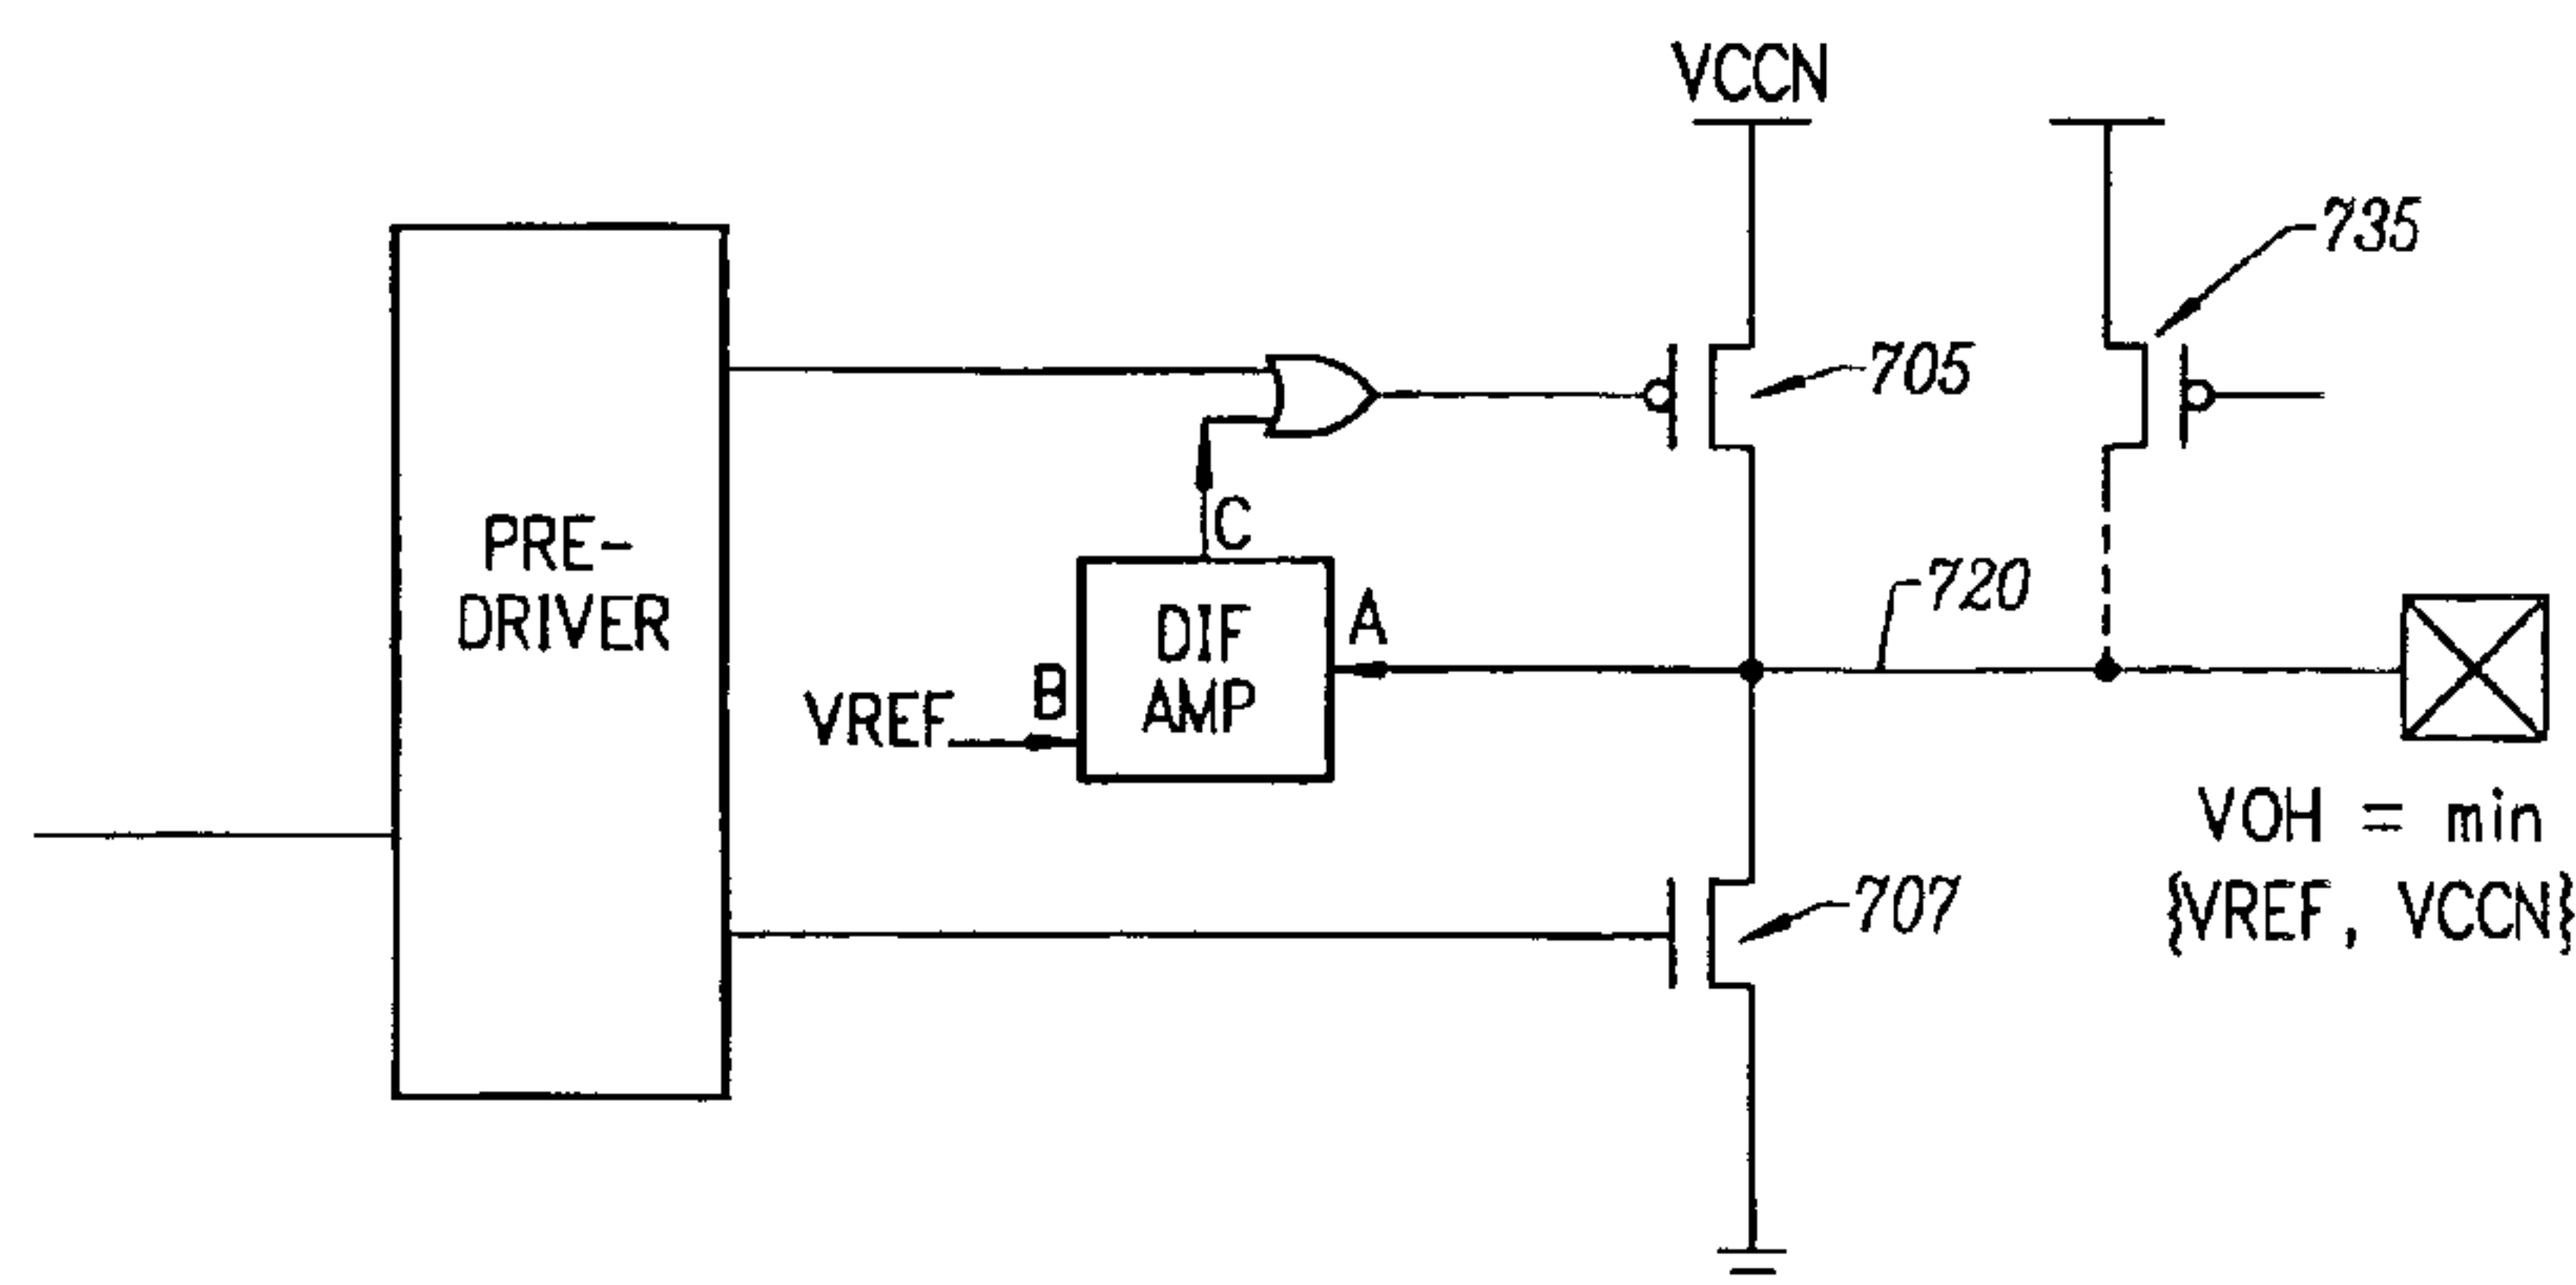 VCCN
735
705
PRE-
DRIVER
C
DIF
AMP
A
B
VREF
720
707
VOH = min
{VREF, VCCN}